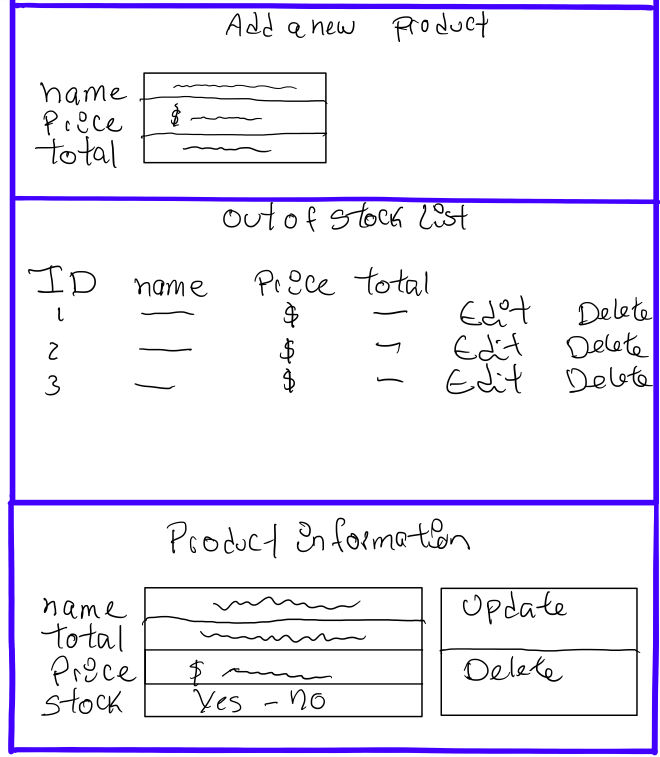 Add a new product
name
Price $
total
out of stock list
ID name Price total
1 $ Edit Delete
2 $ Edit Delete
3 $ Edit Delete
Product information
name
total
Price $
stock Yes - no
Update
Delete